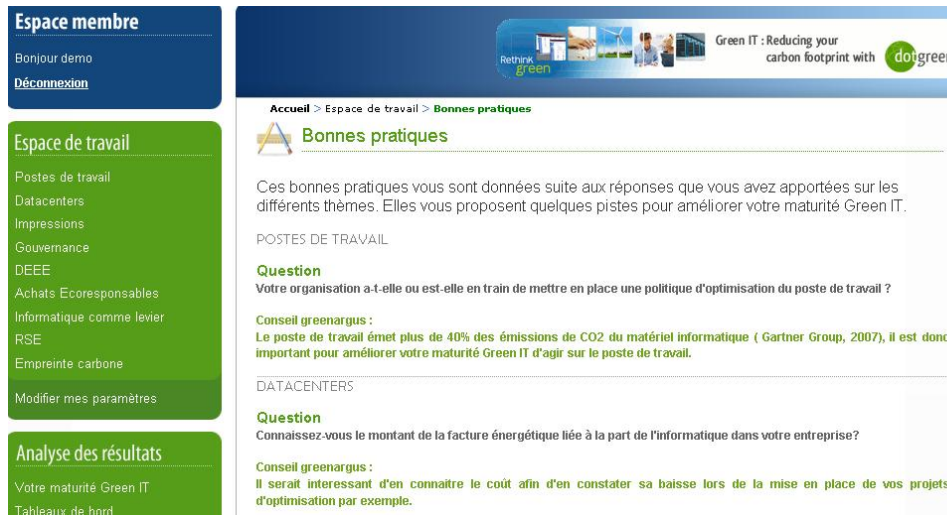 Espace membre
Bonjour demo
Déconnexion
Espace de travail
Postes de travail
Datacenters
Impressions
Gouvernance
DEEE
Achats Ecoresponsables
Informatique comme levier
RSE
Empreinte carbone
Modifier mes paramètres
Analyse des résultats
Votre maturité Green IT
Tableaux de bord
Rethink
green
Green IT : Reducing your
carbon footprint with
dotgreen
Accueil > Espace de travail > Bonnes pratiques
Bonnes pratiques
Ces bonnes pratiques vous sont données suite aux réponses que vous avez apportées sur les
différents thèmes. Elles vous proposent quelques pistes pour améliorer votre maturité Green IT.
POSTES DE TRAVAIL
Question
Votre organisation a-t-elle ou est-elle en train de mettre en place une politique d'optimisation du poste de travail ?
Conseil greenargus :
Le poste de travail émet plus de 40% des émissions de CO2 du matériel informatique ( Gartner Group, 2007), il est donc
important pour améliorer votre maturité Green IT d'agir sur le poste de travail.
DATACENTERS
Question
Connaissez-vous le montant de la facture énergétique liée à la part de l'informatique dans votre entreprise?
Conseil greenargus :
Il serait interessant d'en connaitre le coût afin d'en constater sa baisse lors de la mise en place de vos projets
d'optimisation par exemple.